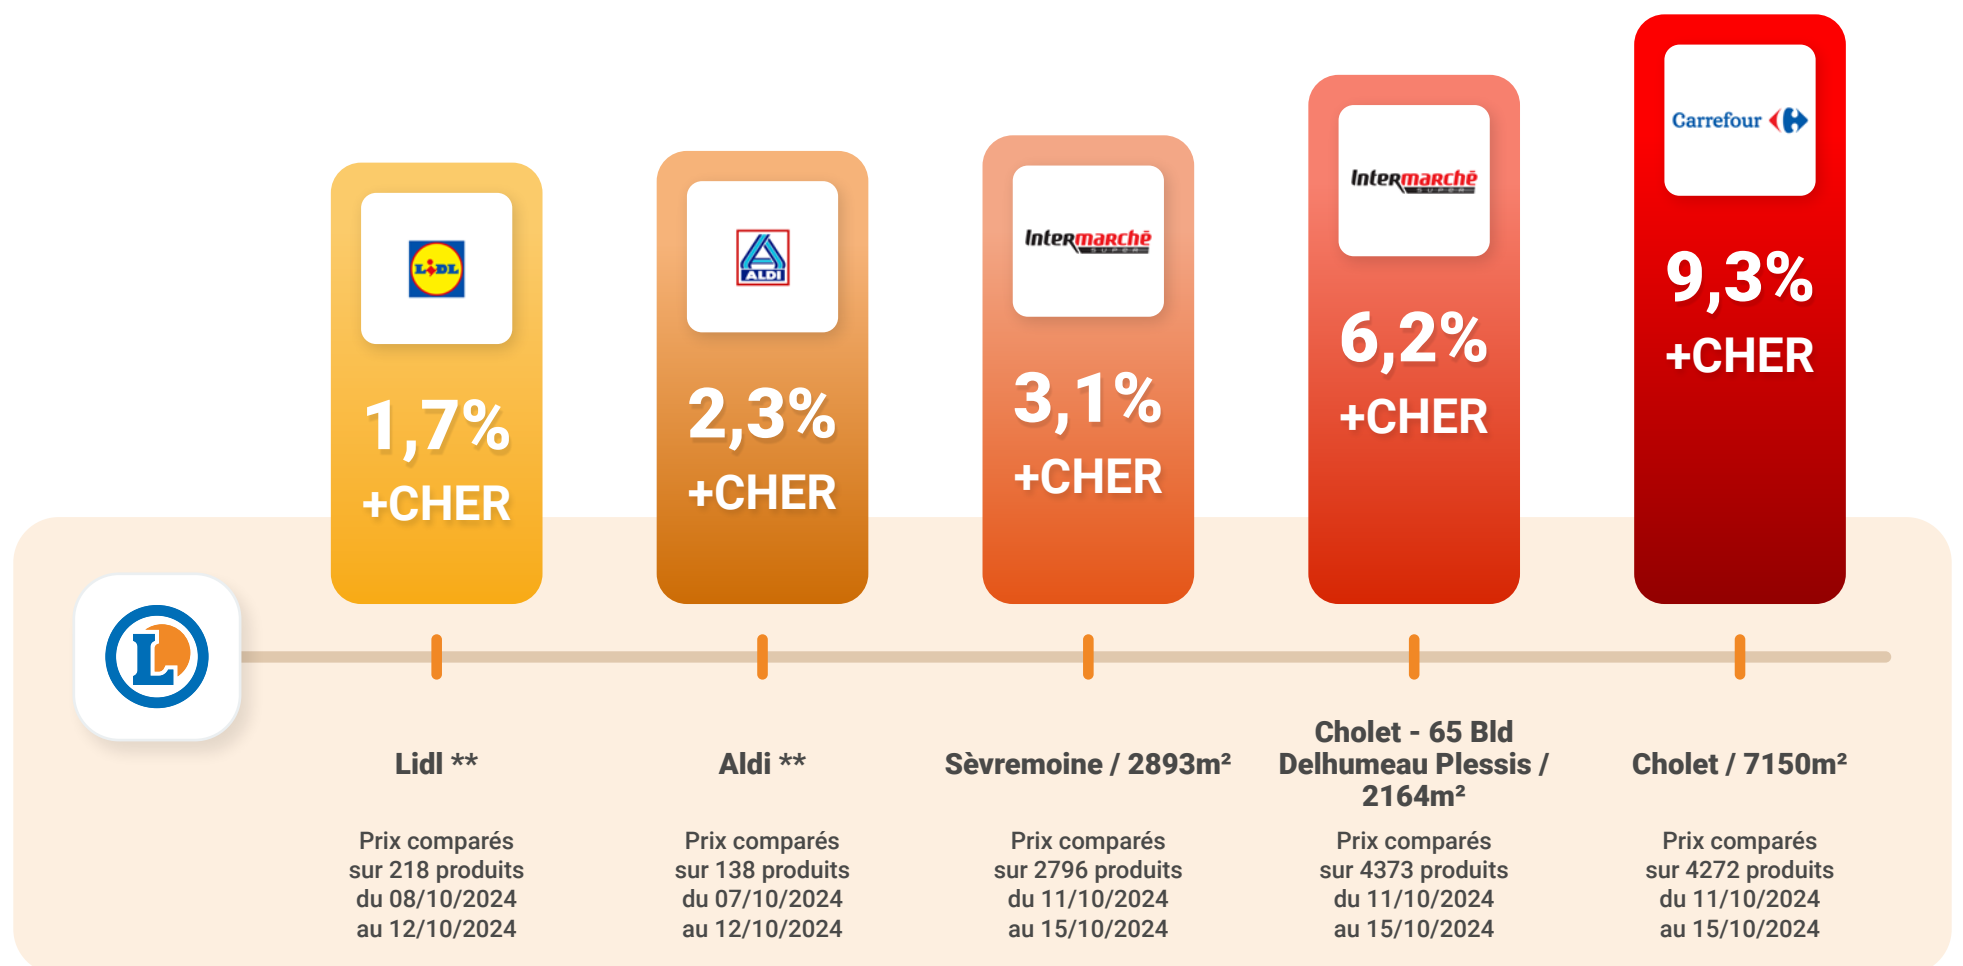 LIDL
1,7%
+CHER
ALDI
2,3%
+CHER
Intermarchē
SUPER
3,1%
+CHER
Intermarchē
SUPER
6,2%
+CHER
Carrefour
9,3%
+CHER
L
Lidl **
Prix comparés
sur 218 produits
du 08/10/2024
au 12/10/2024
Aldi **
Prix comparés
sur 138 produits
du 07/10/2024
au 12/10/2024
Sèvremoine / 2893m²
Prix comparés
sur 2796 produits
du 11/10/2024
au 15/10/2024
Cholet - 65 Bld
Delhumeau Plessis /
2164m²
Prix comparés
sur 4373 produits
du 11/10/2024
au 15/10/2024
Cholet / 7150m²
Prix comparés
sur 4272 produits
du 11/10/2024
au 15/10/2024